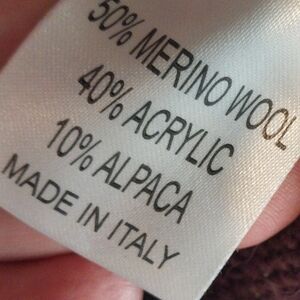 50% MERINO WOOL
40% ACRYLIC
10% ALPACA
MADE IN ITALY